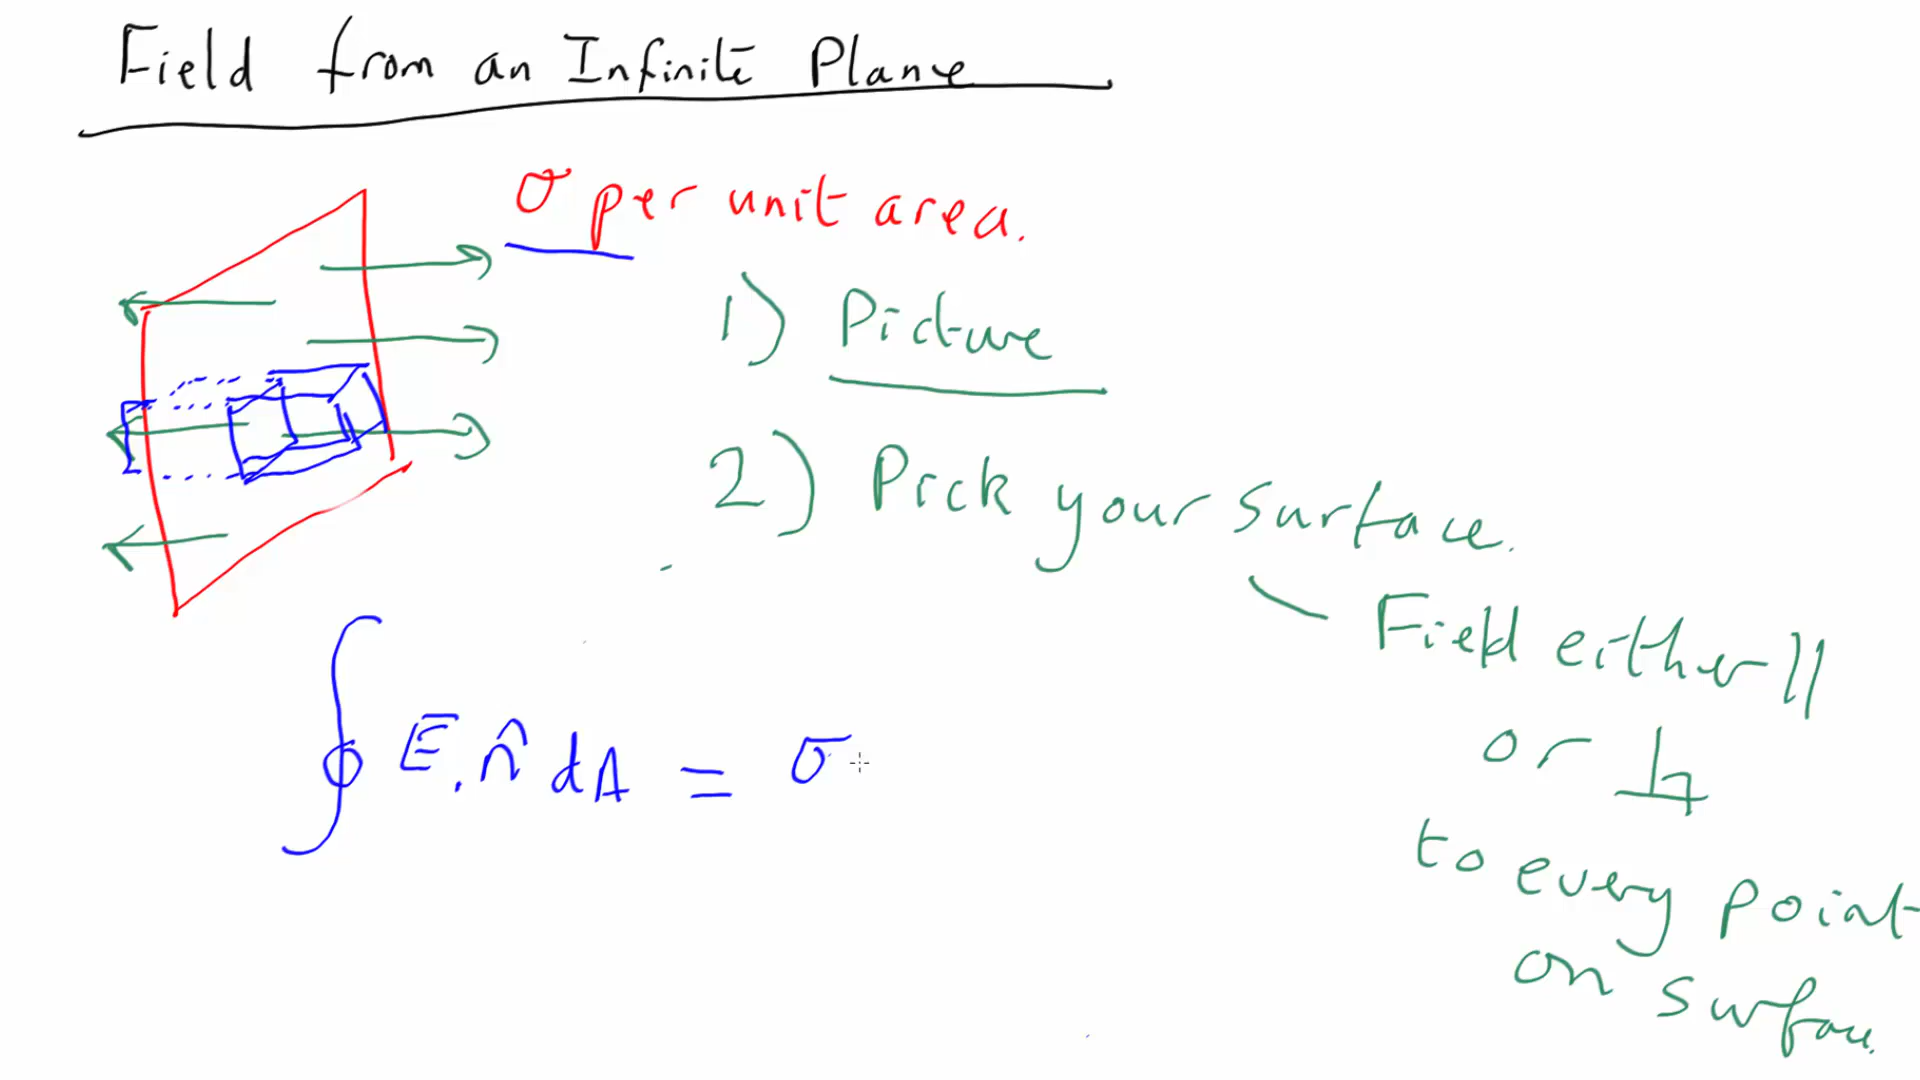 Field from an Infinite Plane
σ per unit area.
1) Picture
2) Pick your surface.
– Field either ||
or ⊥
to every point
on surface.
∮ E . n̂ dA = σ